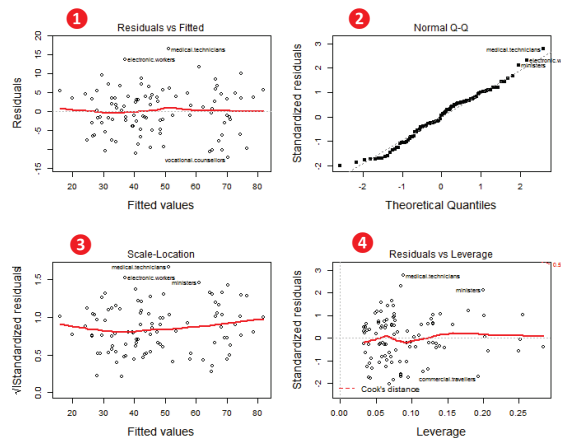 1
Residuals vs Fitted
Residuals
-15
-5
0
5
10
15
20
medical.technicians
electronic.workers
vocational.counsellors
20
30
40
50
60
70
80
Fitted values
2
Normal Q-Q
Standardized residuals
-2
-1
0
1
2
3
medical.technicians
electronic.wo
ministers
-2
-1
0
1
2
Theoretical Quantiles
3
Scale-Location
√|Standardized residuals|
0.0
0.5
1.0
1.5
medical.technicians
electronic.workers
ministers
20
30
40
50
60
70
80
Fitted values
4
Residuals vs Leverage
Standardized residuals
-2
-1
0
1
2
3
medical.technicians
ministers
commercial.travellers
Cook's distance
0.5
0.00
0.05
0.10
0.15
0.20
0.25
Leverage